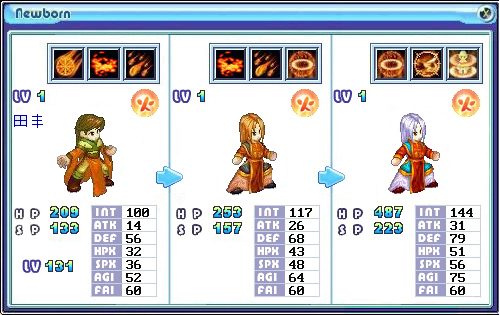 Newborn
LV 1
火
田丰
HP 209
SP 133
LV 131
INT 100
ATK 14
DEF 56
HPX 32
SPX 36
AGI 52
FAI 60
LV 1
火
HP 253
SP 157
INT 117
ATK 26
DEF 68
HPX 43
SPX 48
AGI 64
FAI 60
LV 1
火
HP 487
SP 223
INT 144
ATK 31
DEF 79
HPX 51
SPX 56
AGI 75
FAI 60